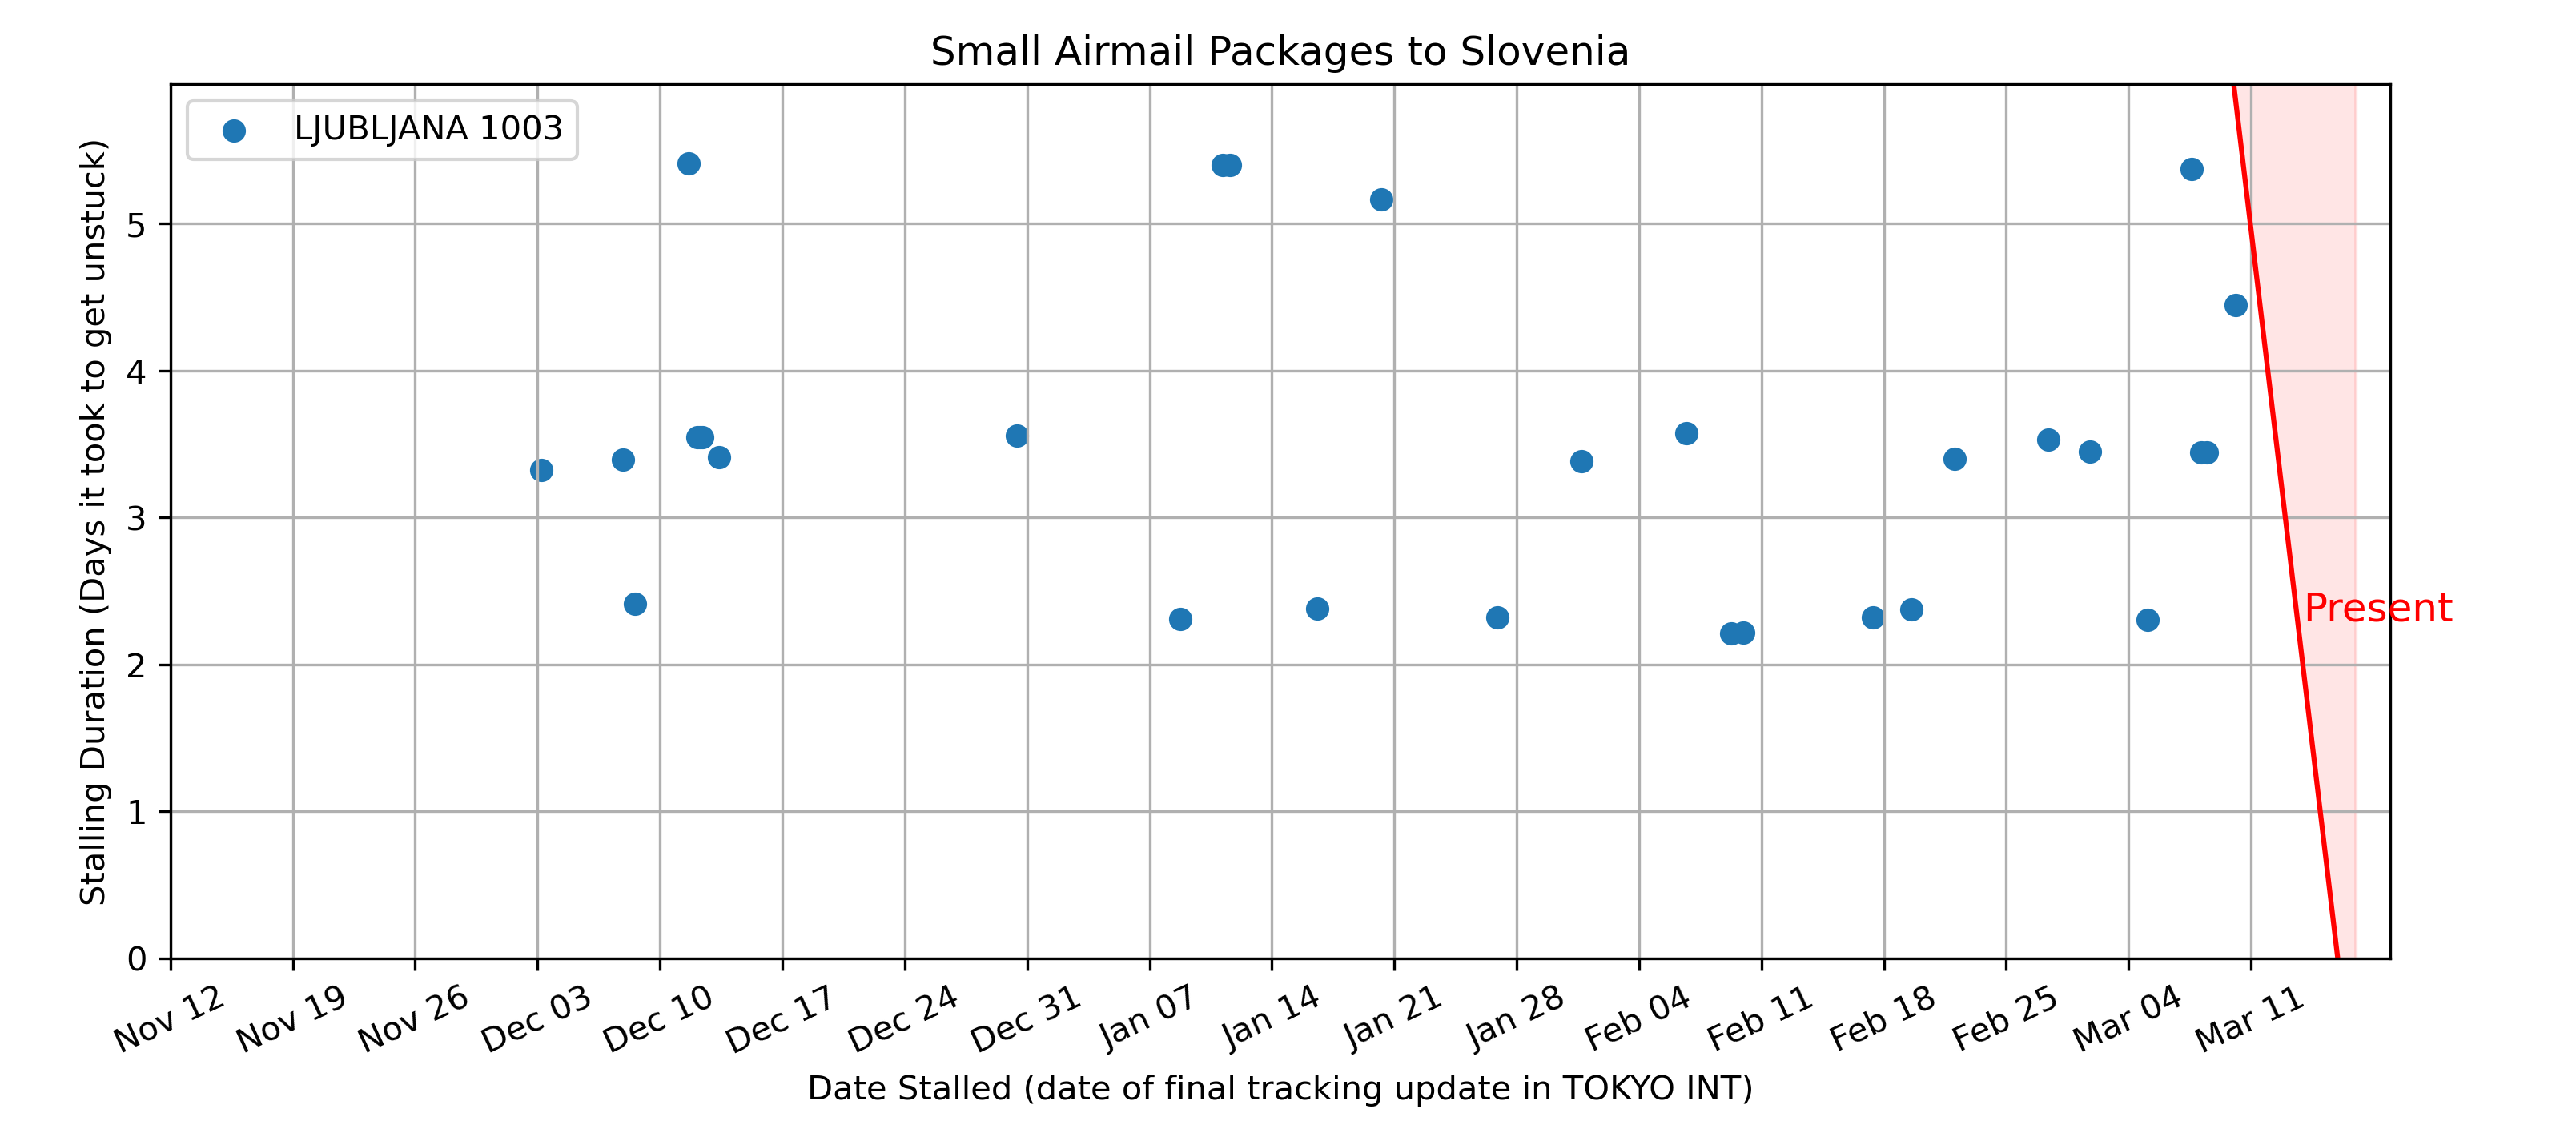 Small Airmail Packages to Slovenia
LJUBLJANA 1003
Stalling Duration (Days it took to get unstuck)
5
4
3
2
1
0
Present
Nov 12
Nov 19
Nov 26
Dec 03
Dec 10
Dec 17
Dec 24
Dec 31
Jan 07
Jan 14
Jan 21
Jan 28
Feb 04
Feb 11
Feb 18
Feb 25
Mar 04
Mar 11
Date Stalled (date of final tracking update in TOKYO INT)